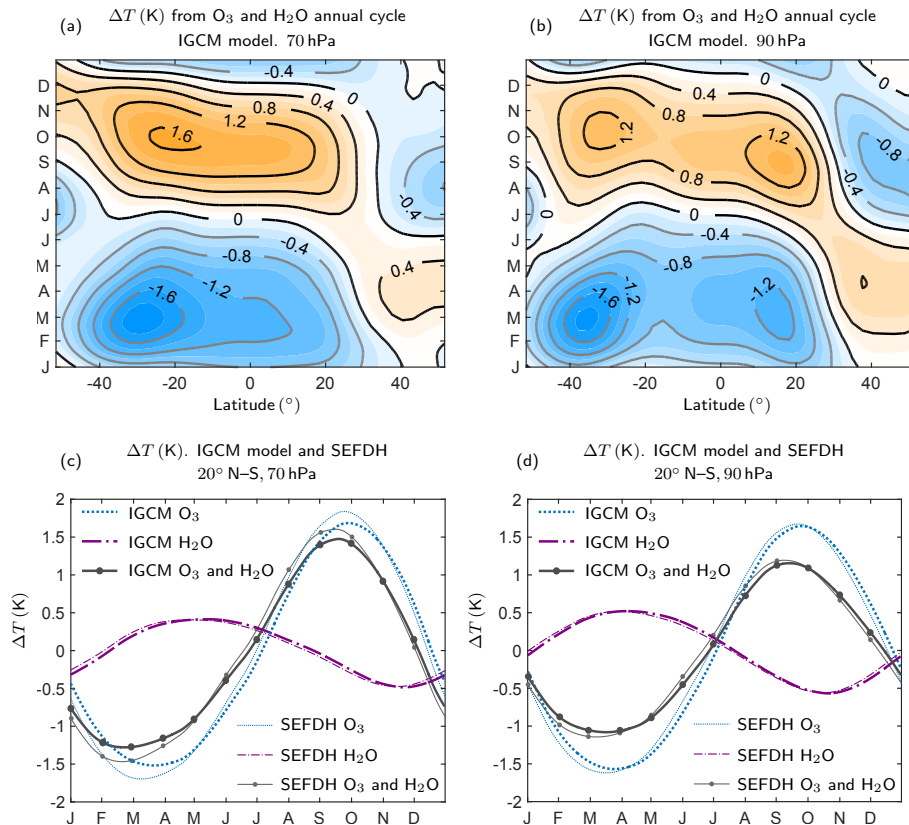 (a)
ΔT (K) from O₃ and H₂O annual cycle
IGCM model. 70 hPa
D
N
O
S
A
J
J
M
A
M
F
J
-0.4
0
0.4
0.8
1.2
1.6
0
-0.4
-0.8
-1.2
-1.6
-0.4
0.4
-40
-20
0
20
40
Latitude (°)
(b)
ΔT (K) from O₃ and H₂O annual cycle
IGCM model. 90 hPa
D
N
O
S
A
J
J
M
A
M
F
J
-0.4
0
0.4
0.8
1.2
1.2
0.8
-0.8
-0.4
0
0
-0.4
-0.8
-1.2
-1.6
-1.2
-40
-20
0
20
40
Latitude (°)
(c)
ΔT (K). IGCM model and SEFDH
20° N–S, 70 hPa
ΔT (K)
2
1.5
1
0.5
0
-0.5
-1
-1.5
-2
IGCM O₃
IGCM H₂O
IGCM O₃ and H₂O
SEFDH O₃
SEFDH H₂O
SEFDH O₃ and H₂O
J F M A M J J A S O N D
(d)
ΔT (K). IGCM model and SEFDH
20° N–S, 90 hPa
ΔT (K)
2
1.5
1
0.5
0
-0.5
-1
-1.5
-2
IGCM O₃
IGCM H₂O
IGCM O₃ and H₂O
SEFDH O₃
SEFDH H₂O
SEFDH O₃ and H₂O
J F M A M J J A S O N D